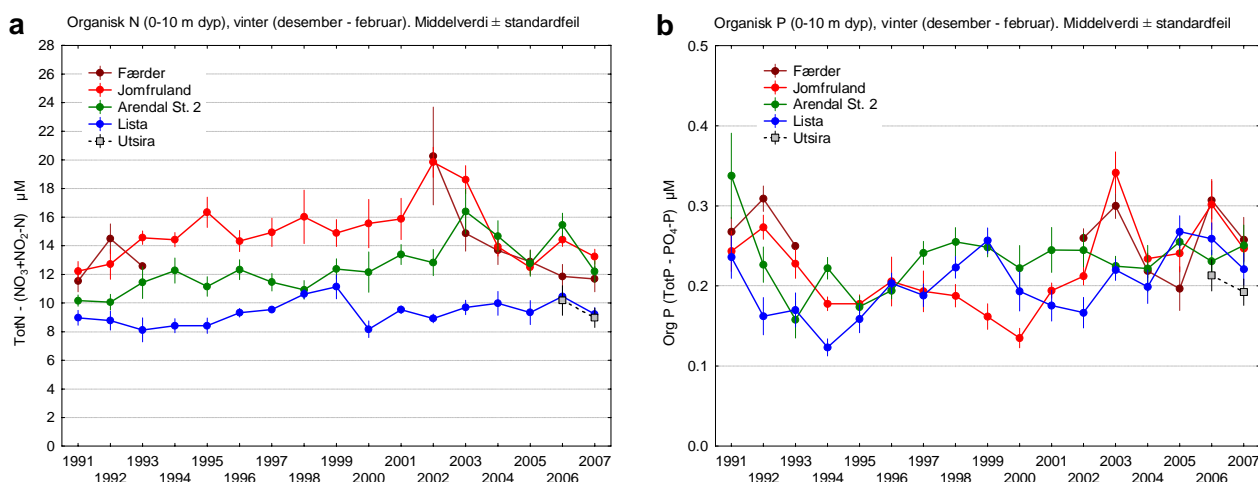 a
Organisk N (0-10 m dyp), vinter (desember - februar). Middelverdi ± standardfeil
28
26
24
22
20
18
16
14
12
10
8
6
4
2
0
TotN - (NO3+NO2-N) µM
Færder
Jomfruland
Arendal St. 2
Lista
Utsira
1991 1993 1995 1997 1999 2001 2003 2005 2007
1992 1994 1996 1998 2000 2002 2004 2006
b
Organisk P (0-10 m dyp), vinter (desember - februar). Middelverdi ± standardfeil
0.5
0.4
0.3
0.2
0.1
0.0
Org P (TotP - PO4-P) µM
Færder
Jomfruland
Arendal St. 2
Lista
Utsira
1991 1993 1995 1997 1999 2001 2003 2005 2007
1992 1994 1996 1998 2000 2002 2004 2006